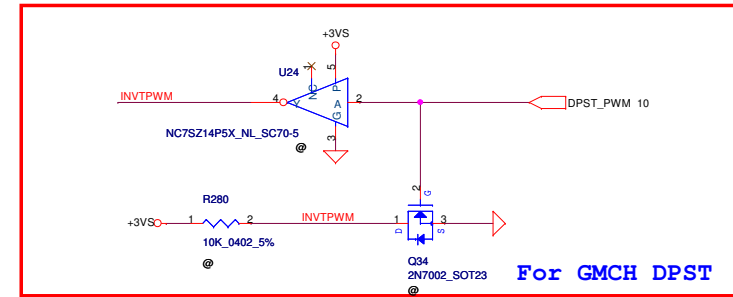 +3VS
U24
1
NC
5
P
INVTPWM
4
Y
A
2
DPST_PWM 10
G
3
NC7SZ14P5X_NL_SC70-5
@
R280
2
G
+3VS
1
2
INVTPWM
1
3
D
S
10K_0402_5%
@
Q34
2N7002_SOT23
@
For GMCH DPST